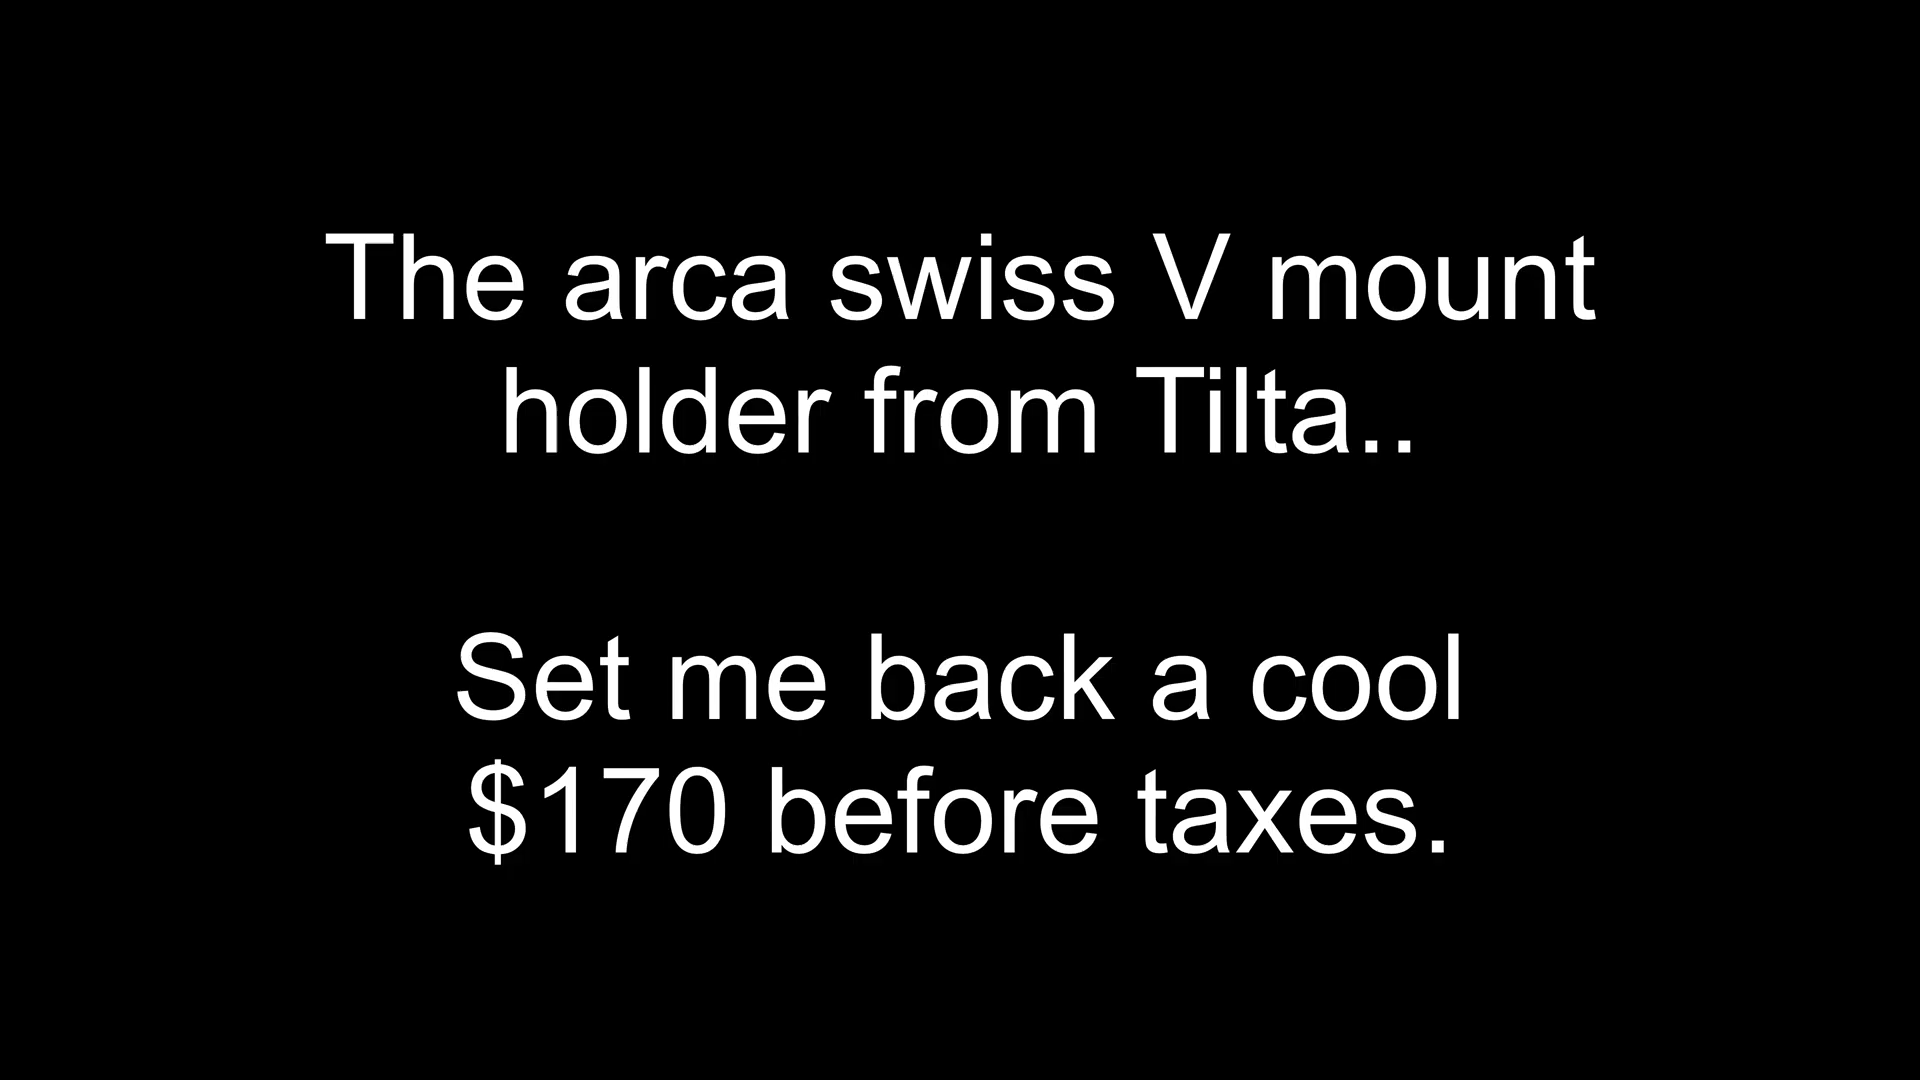 The arca swiss V mount
holder from Tilta..
Set me back a cool
$170 before taxes.